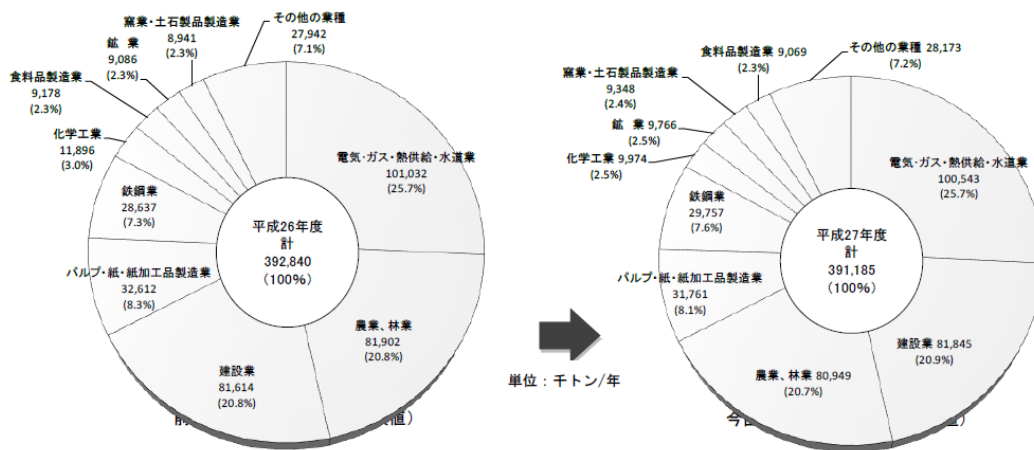 窯業・土石製品製造業
8,941
(2.3%)
その他の業種
27,942
(7.1%)
鉱 業
9,086
(2.3%)
食料品製造業
9,178
(2.3%)
化学工業
11,896
(3.0%)
鉄鋼業
28,637
(7.3%)
パルプ・紙・紙加工品製造業
32,612
(8.3%)
建設業
81,614
(20.8%)
農業、林業
81,902
(20.8%)
電気・ガス・熱供給・水道業
101,032
(25.7%)
平成26年度
計
392,840
(100%)
単位：千トン/年
食料品製造業 9,069
(2.3%)
その他の業種 28,173
(7.2%)
窯業・土石製品製造業
9,348
(2.4%)
鉱 業 9,766
(2.5%)
化学工業 9,974
(2.5%)
鉄鋼業
29,757
(7.6%)
パルプ・紙・紙加工品製造業
31,761
(8.1%)
農業、林業 80,949
(20.7%)
建設業 81,845
(20.9%)
電気・ガス・熱供給・水道業
100,543
(25.7%)
平成27年度
計
391,185
(100%)